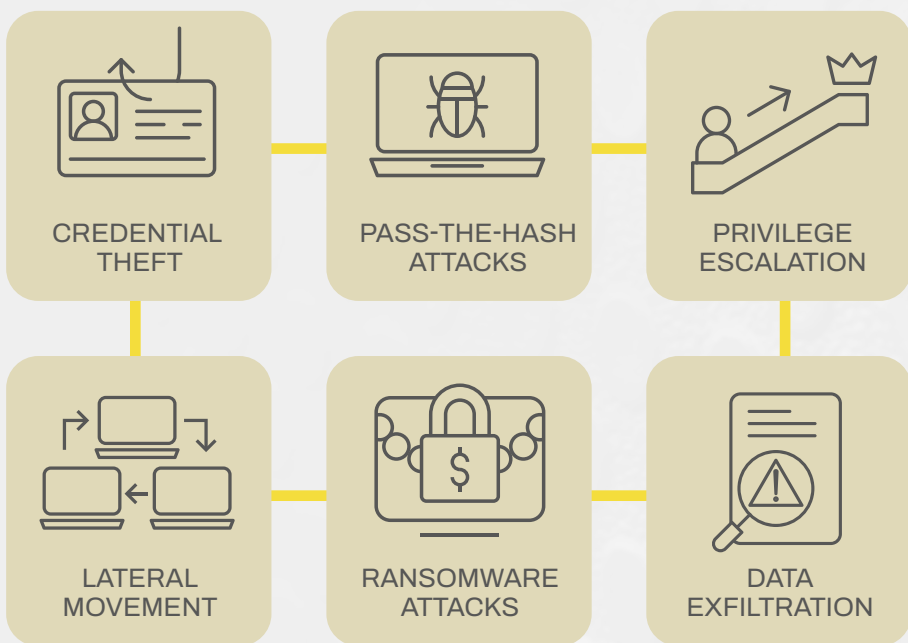 CREDENTIAL
THEFT
PASS-THE-HASH
ATTACKS
PRIVILEGE
ESCALATION
LATERAL
MOVEMENT
$
RANSOMWARE
ATTACKS
!
DATA
EXFILTRATION